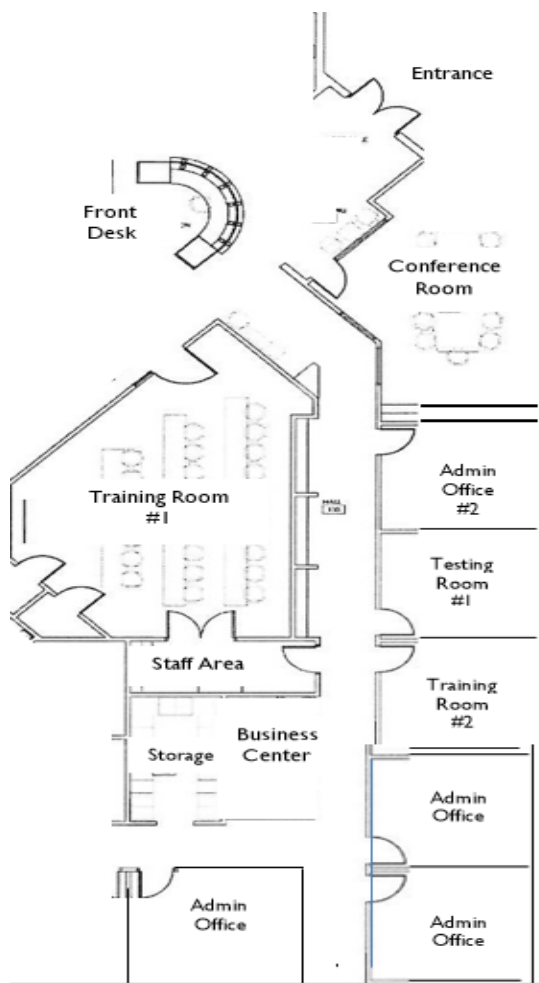 Entrance
Front
Desk
Conference
Room
Training Room
#1
HALL
Admin
Office
#2
Testing
Room
#1
Staff Area
Training
Room
#2
Business
Center
Storage
Admin
Office
Admin
Office
Admin
Office